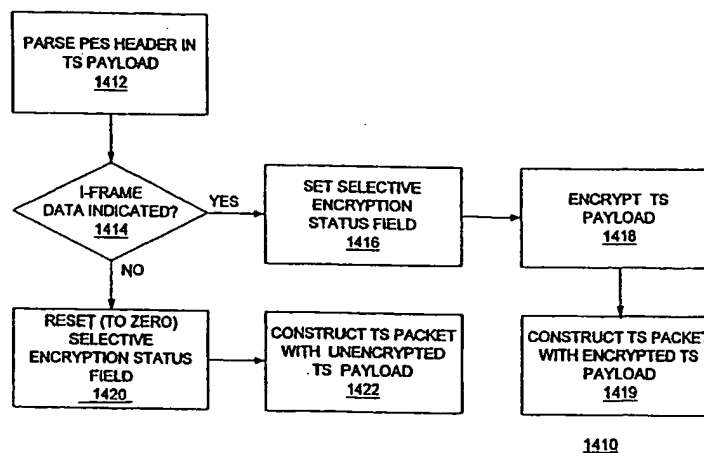 PARSE PES HEADER IN
TS PAYLOAD
1412
I-FRAME
DATA INDICATED?
1414
YES
SET SELECTIVE
ENCRYPTION
STATUS FIELD
1416
ENCRYPT TS
PAYLOAD
1418
NO
RESET (TO ZERO)
SELECTIVE
ENCRYPTION STATUS
FIELD
1420
CONSTRUCT TS PACKET
WITH UNENCRYPTED
TS PAYLOAD
1422
CONSTRUCT TS PACKET
WITH ENCRYPTED TS
PAYLOAD
1419
1410